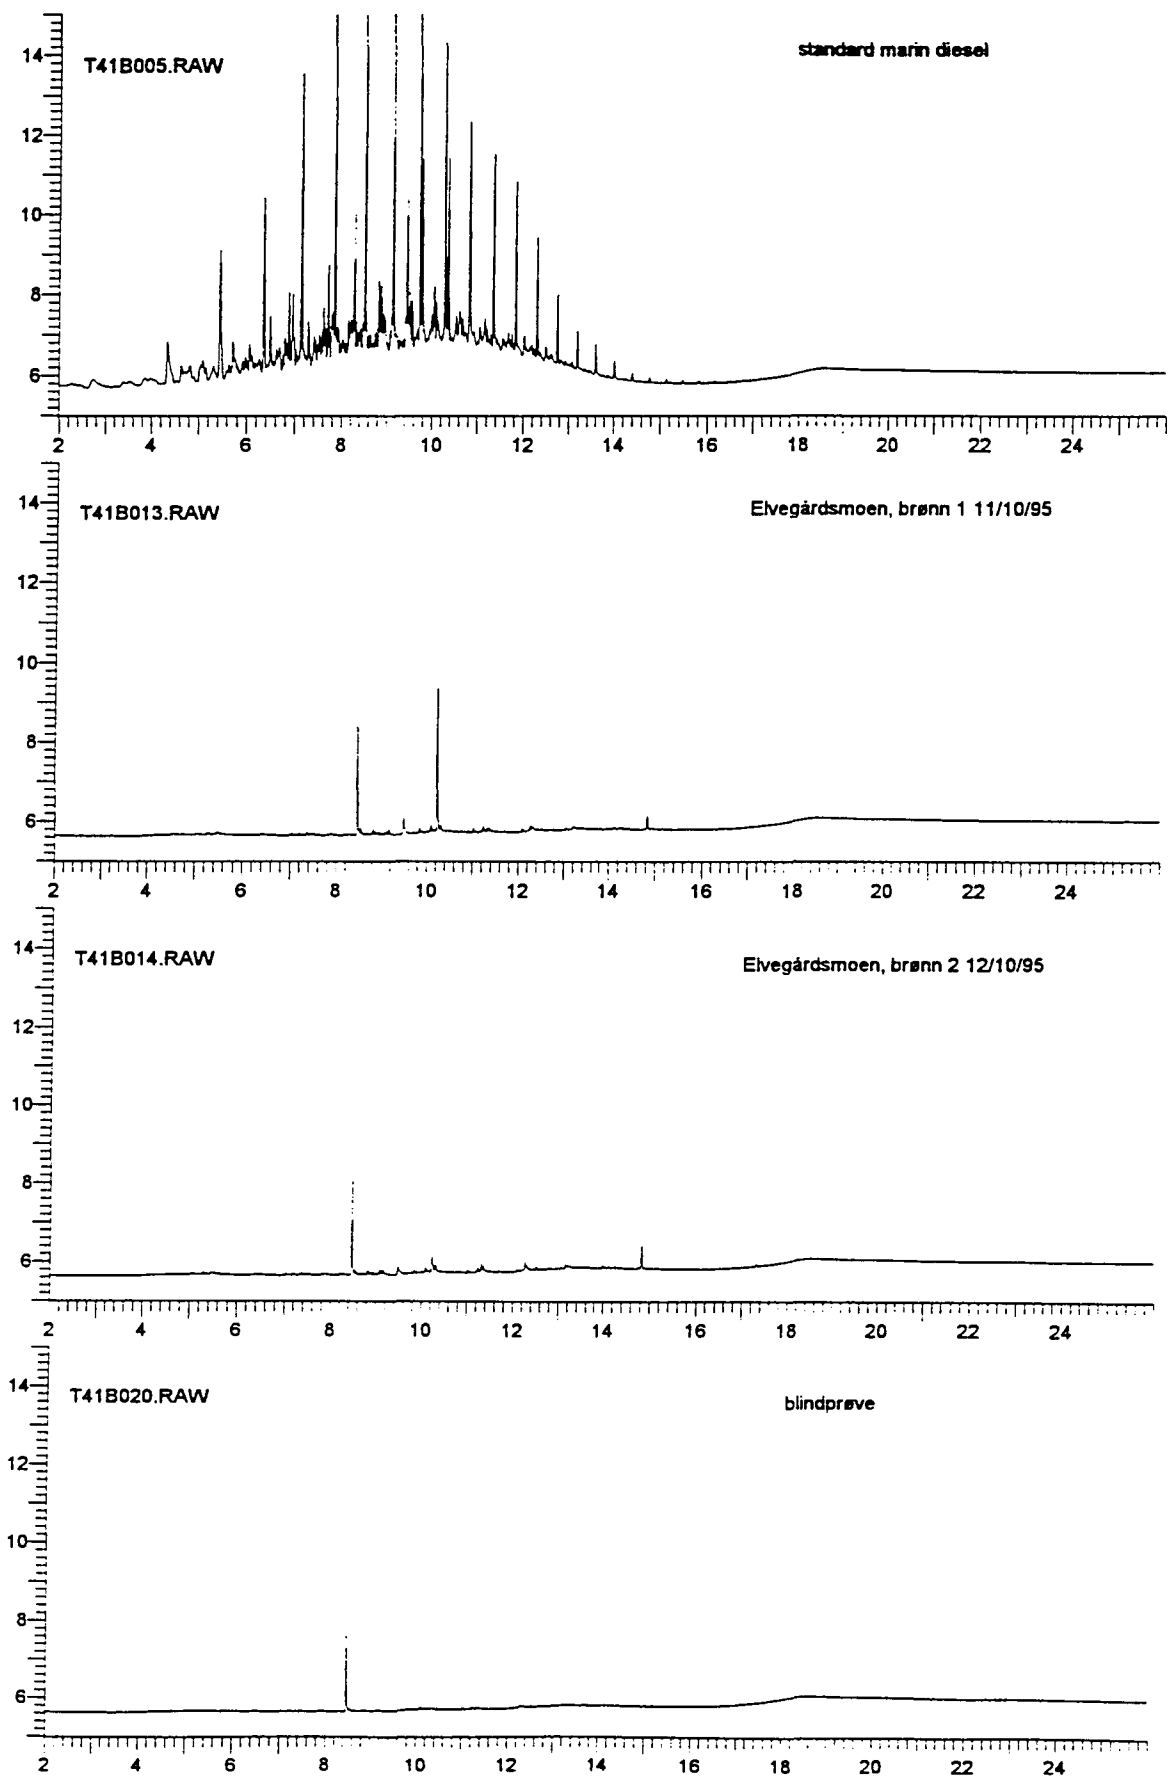 T41B005.RAW
standard marin diesel
14
12
10
8
6
2 4 6 8 10 12 14 16 18 20 22 24
T41B013.RAW
Elvegårdsmoen, brønn 1 11/10/95
14
12
10
8
6
2 4 6 8 10 12 14 16 18 20 22 24
T41B014.RAW
Elvegårdsmoen, brønn 2 12/10/95
14
12
10
8
6
2 4 6 8 10 12 14 16 18 20 22 24
T41B020.RAW
blindprøve
14
12
10
8
6
2 4 6 8 10 12 14 16 18 20 22 24